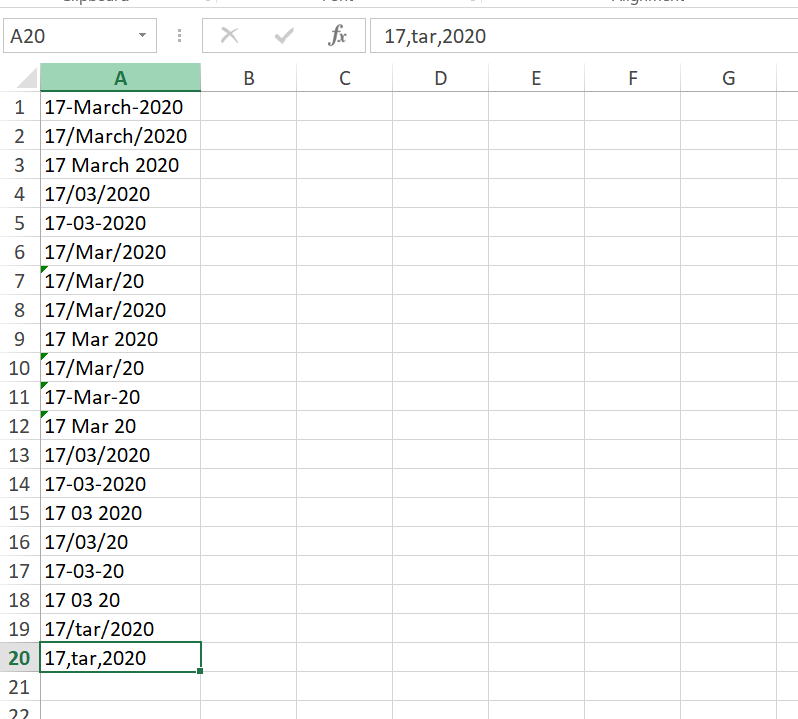 A20 fx 17,tar,2020
A B C D E F G
1 17-March-2020
2 17/March/2020
3 17 March 2020
4 17/03/2020
5 17-03-2020
6 17/Mar/2020
7 17/Mar/20
8 17/Mar/2020
9 17 Mar 2020
10 17/Mar/20
11 17-Mar-20
12 17 Mar 20
13 17/03/2020
14 17-03-2020
15 17 03 2020
16 17/03/20
17 17-03-20
18 17 03 20
19 17/tar/2020
20 17,tar,2020
21
22